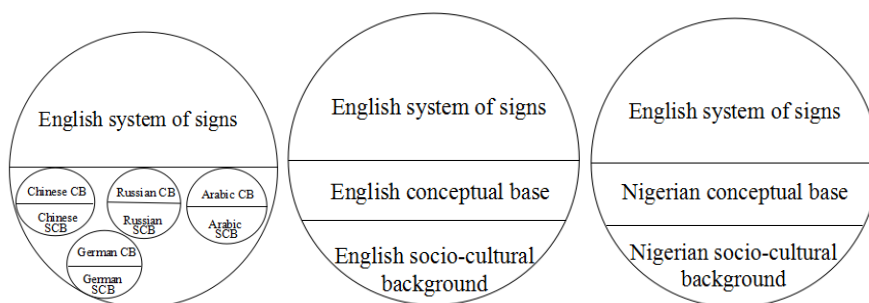 English system of signs
Chinese CB
Chinese
SCB
Russian CB
Russian
SCB
Arabic CB
Arabic
SCB
German CB
German
SCB
English system of signs
English conceptual base
English socio-cultural
background
English system of signs
Nigerian conceptual base
Nigerian socio-cultural
background